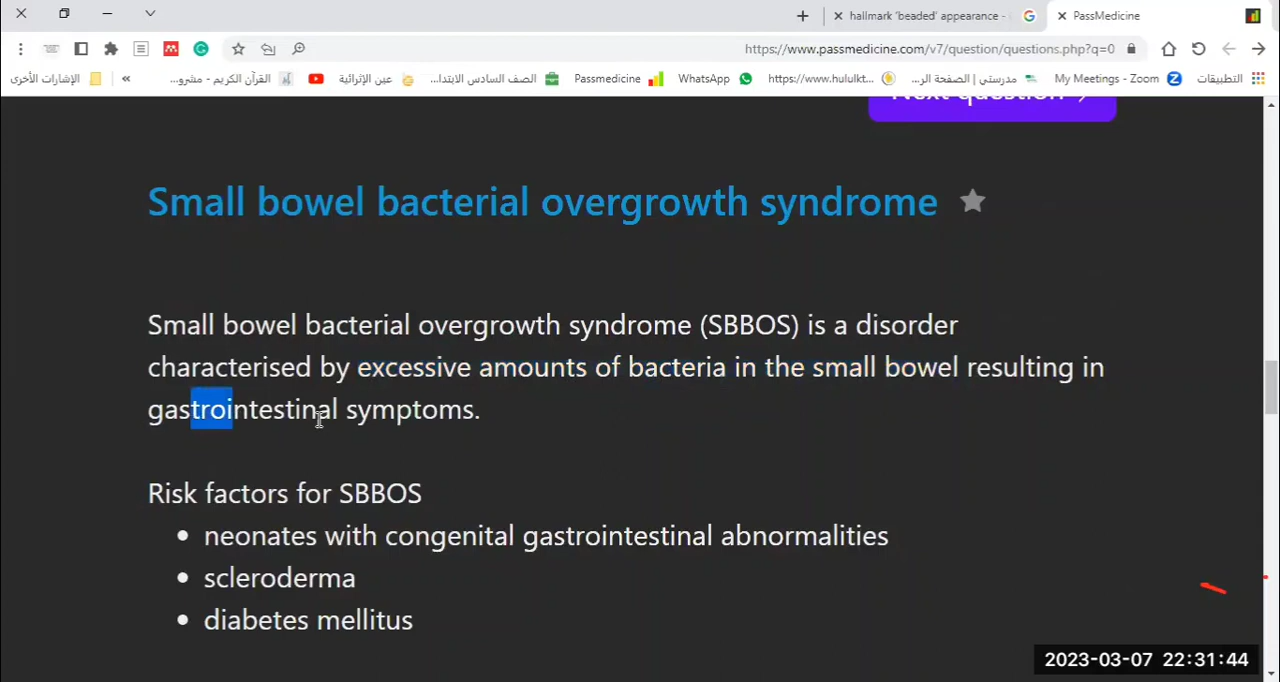 hallmark 'beaded' appearance -
PassMedicine
https://www.passmedicine.com/v7/question/questions.php?q=0
الإشارات الأخرى
»
القرآن الكريم - مشرو...
عين الإثرائية
الصف السادس الابتدا...
Passmedicine
WhatsApp
https://www.hululkt...
مدرستي | الصفحة الر...
My Meetings - Zoom
التطبيقات
Next question
Small bowel bacterial overgrowth syndrome
Small bowel bacterial overgrowth syndrome (SBBOS) is a disorder
characterised by excessive amounts of bacteria in the small bowel resulting in
gastrointestinal symptoms.
Risk factors for SBBOS
• neonates with congenital gastrointestinal abnormalities
• scleroderma
• diabetes mellitus
2023-03-07 22:31:44